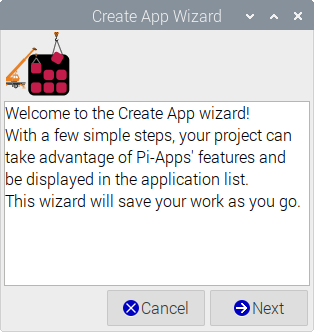 Create App Wizard
Welcome to the Create App wizard!
With a few simple steps, your project can
take advantage of Pi-Apps' features and
be displayed in the application list.
This wizard will save your work as you go.
Cancel
Next